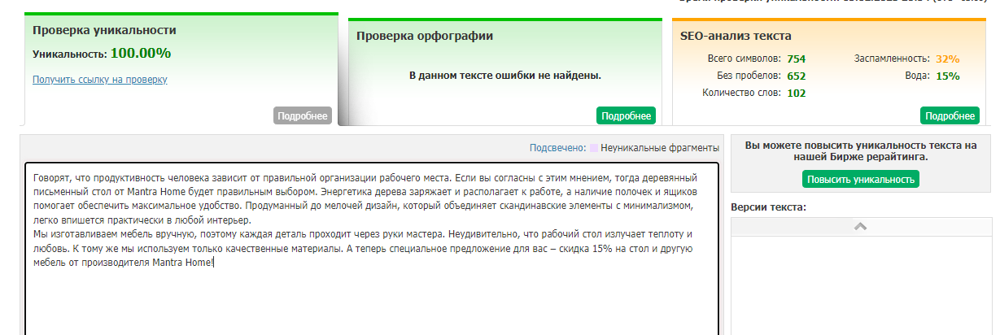 Проверка уникальности
Уникальность: 100.00%
Получить ссылку на проверку
Подробнее
Проверка орфографии
В данном тексте ошибки не найдены.
Подробнее
SEO-анализ текста
Всего символов: 754
Без пробелов: 652
Количество слов: 102
Заспамленность: 32%
Вода: 15%
Подробнее
Подсвечено: Неуникальные фрагменты
Говорят, что продуктивность человека зависит от правильной организации рабочего места. Если вы согласны с этим мнением, тогда деревянный
письменный стол от Mantra Home будет правильным выбором. Энергетика дерева заряжает и располагает к работе, а наличие полочек и ящиков
помогает обеспечить максимальное удобство. Продуманный до мелочей дизайн, который объединяет скандинавские элементы с минимализмом,
легко впишется практически в любой интерьер.
Мы изготавливаем мебель вручную, поэтому каждая деталь проходит через руки мастера. Неудивительно, что рабочий стол излучает теплоту и
любовь. К тому же мы используем только качественные материалы. А теперь специальное предложение для вас – скидка 15% на стол и другую
мебель от производителя Mantra Home!
Вы можете повысить уникальность текста на
нашей Бирже рерайтинга.
Повысить уникальность
Версии текста: